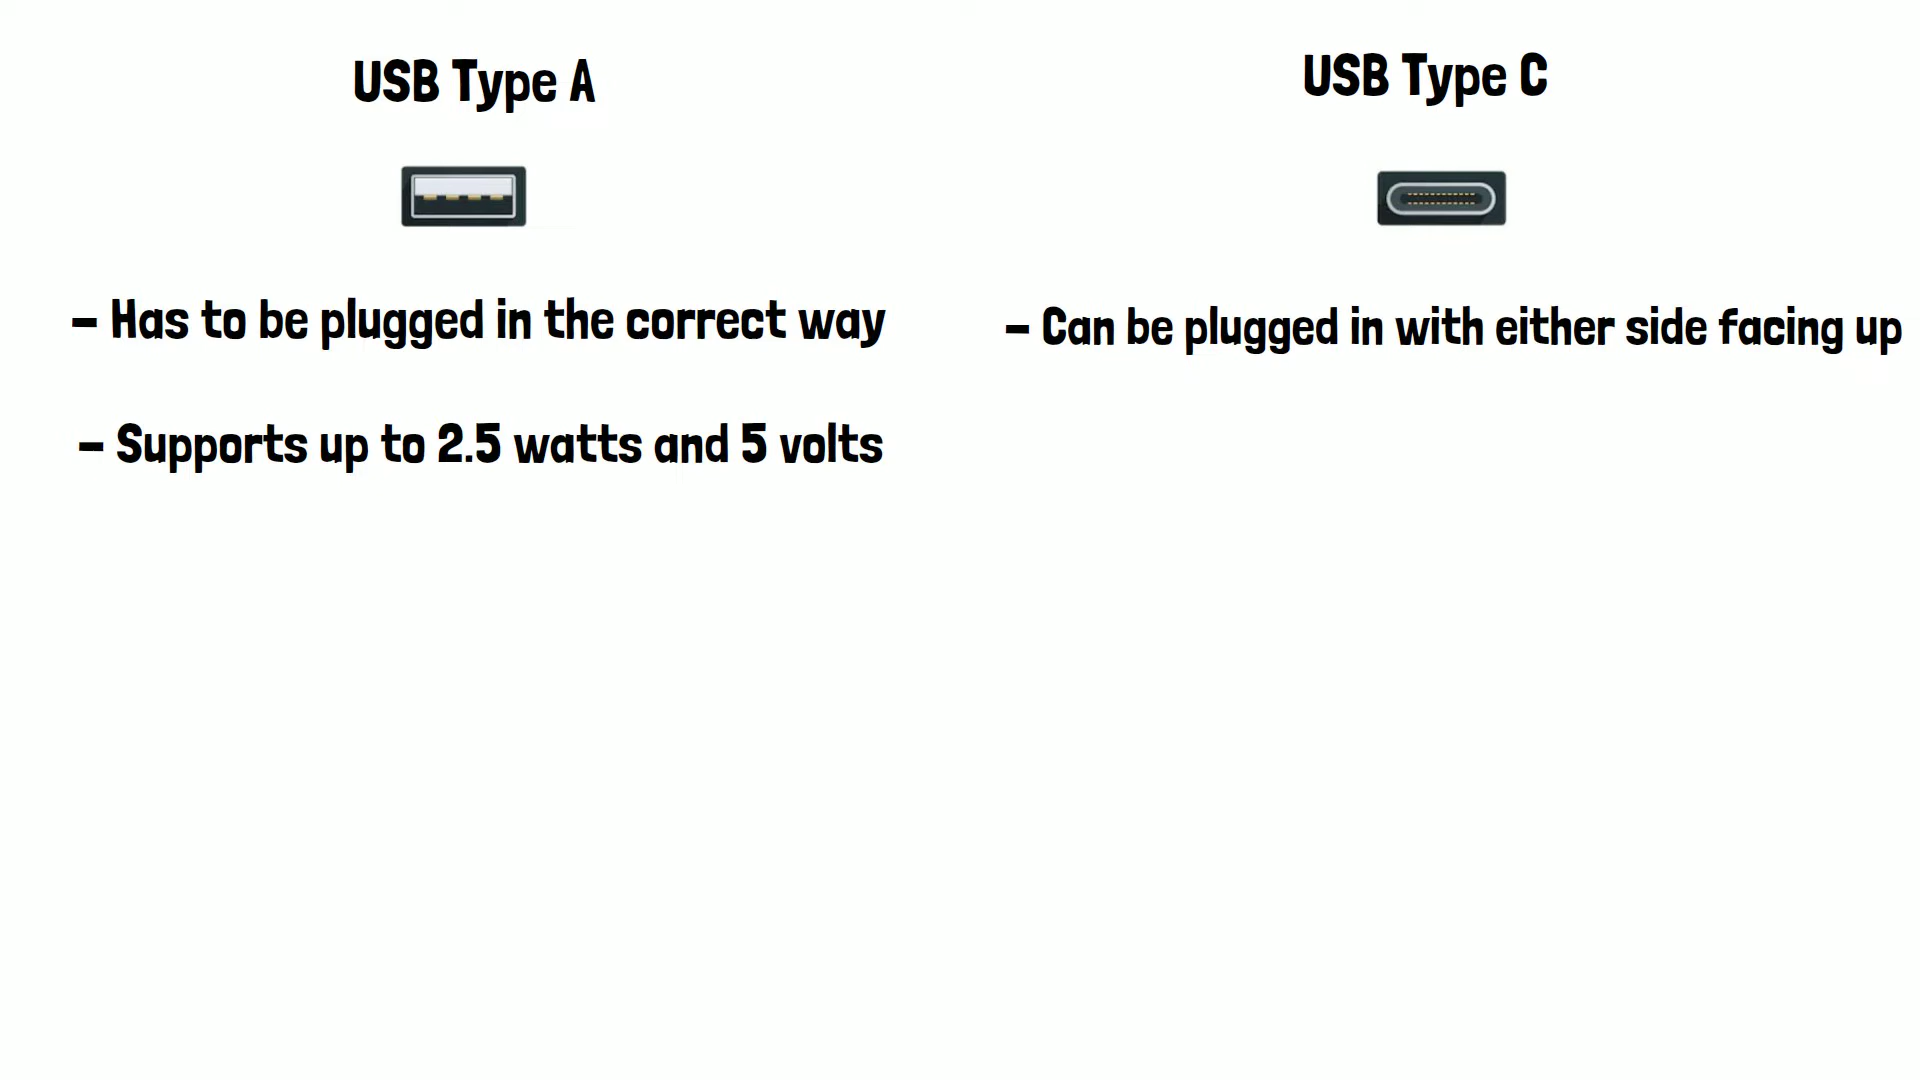 USB Type A
- Has to be plugged in the correct way
- Supports up to 2.5 watts and 5 volts
USB Type C
- Can be plugged in with either side facing up